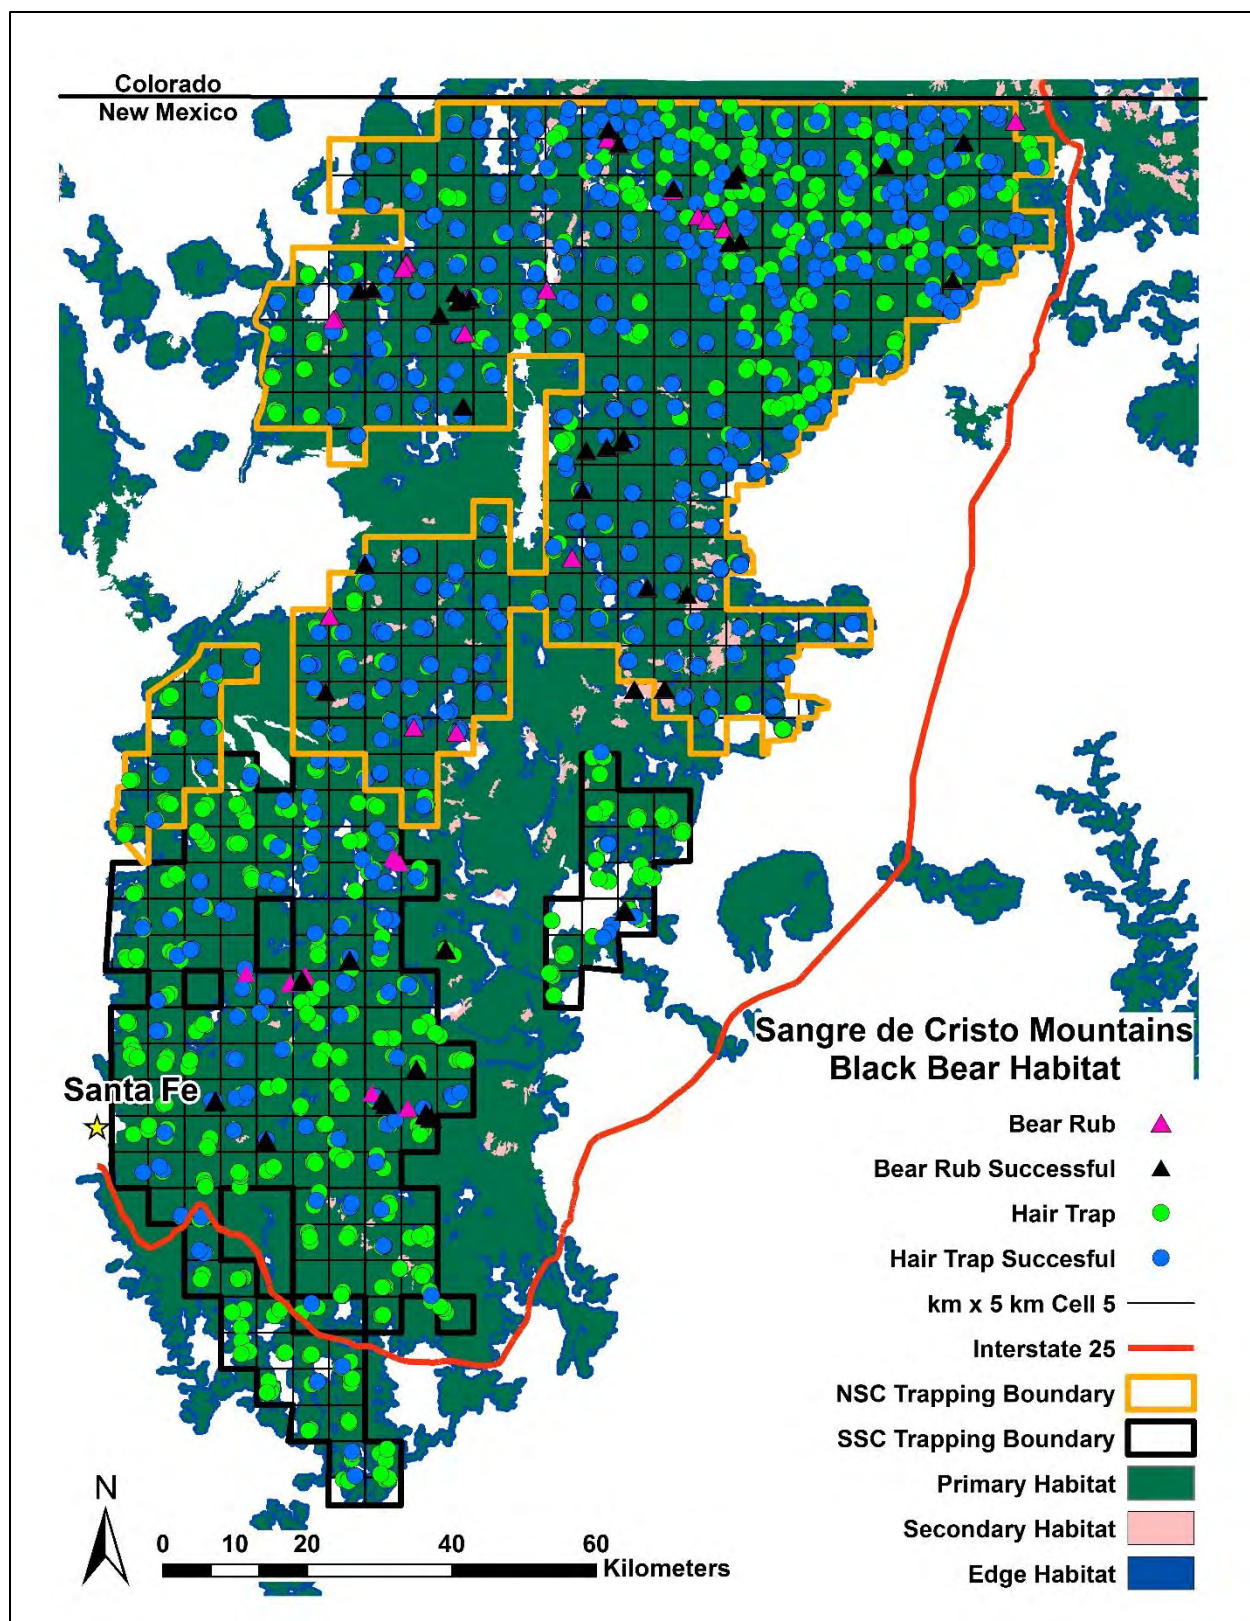 Colorado
New Mexico
Santa Fe
Sangre de Cristo Mountains
Black Bear Habitat
Bear Rub
Bear Rub Successful
Hair Trap
Hair Trap Succesful
km x 5 km Cell 5
Interstate 25
NSC Trapping Boundary
SSC Trapping Boundary
Primary Habitat
Secondary Habitat
Edge Habitat
N
0 10 20 40 60
Kilometers